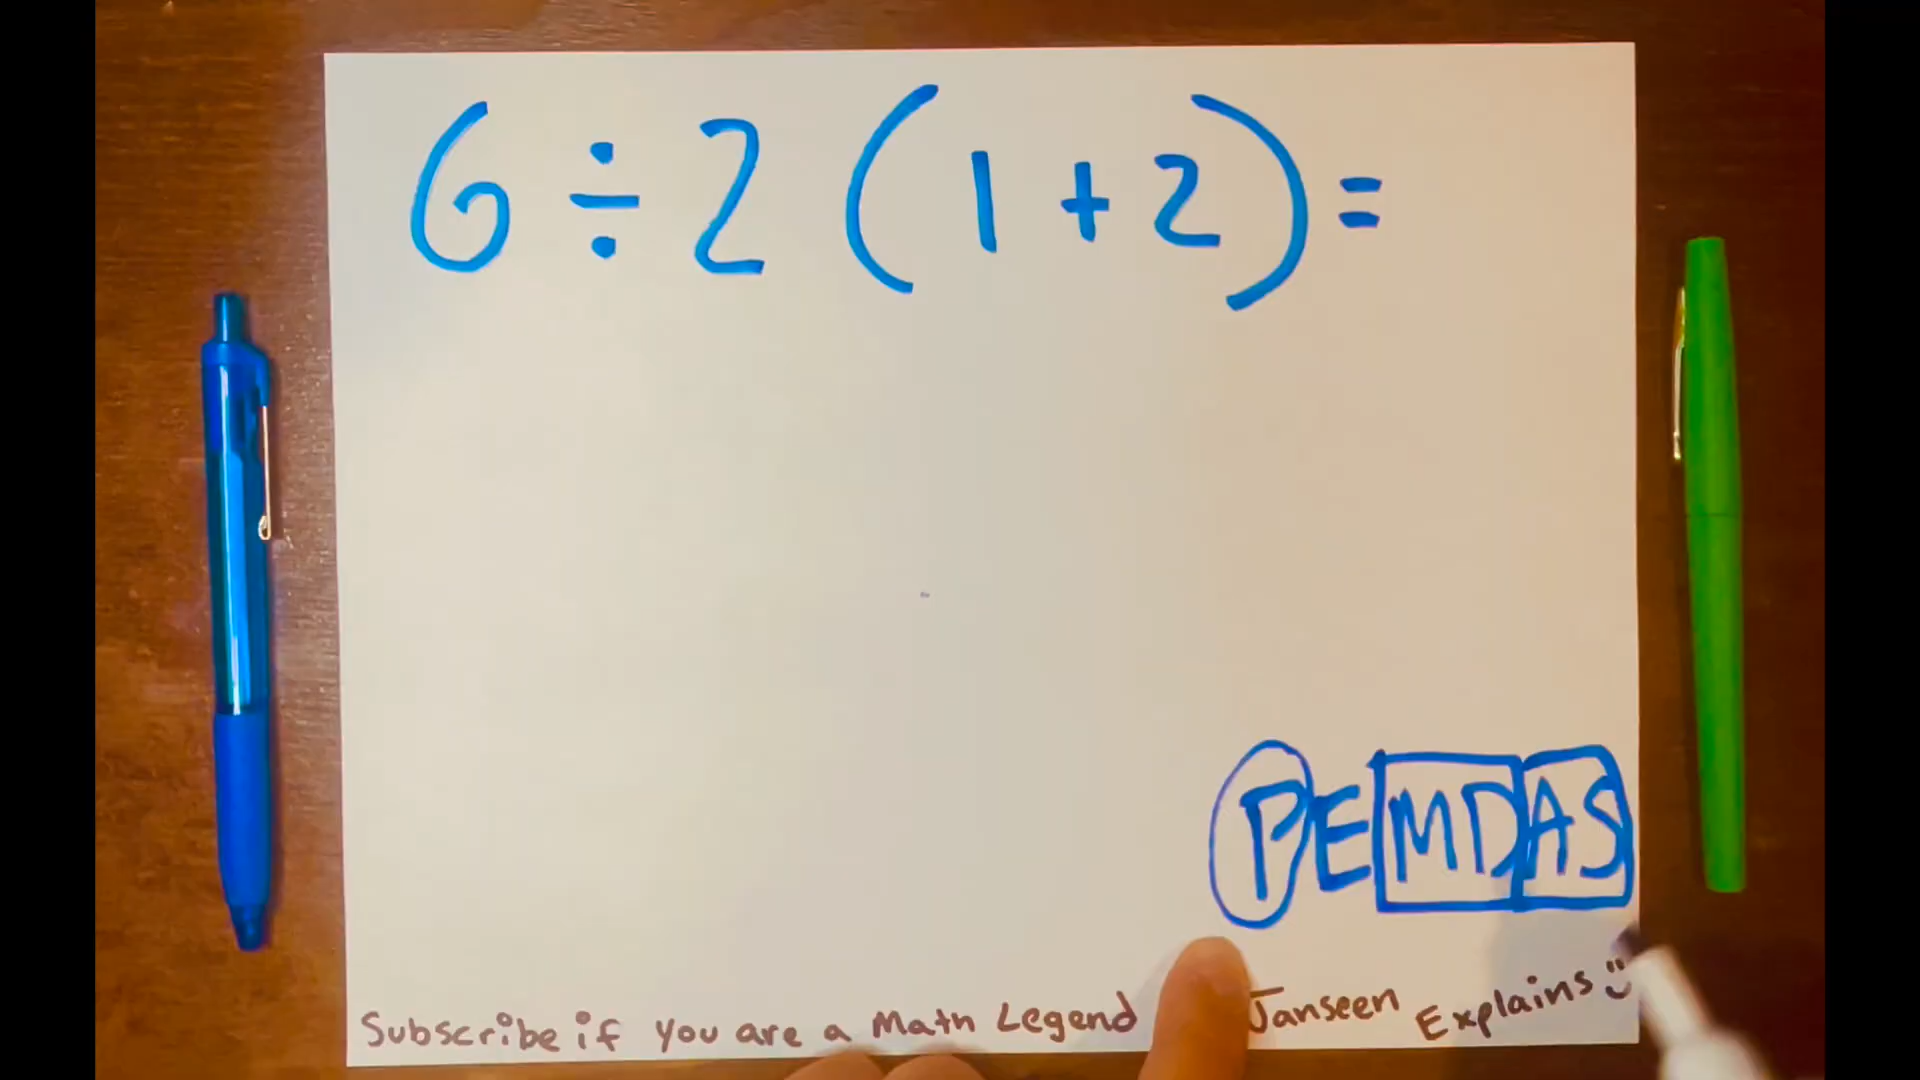 6 ÷ 2 (1 + 2) =
PEMDAS
Subscribe if you are a Math Legend Janseen Explains